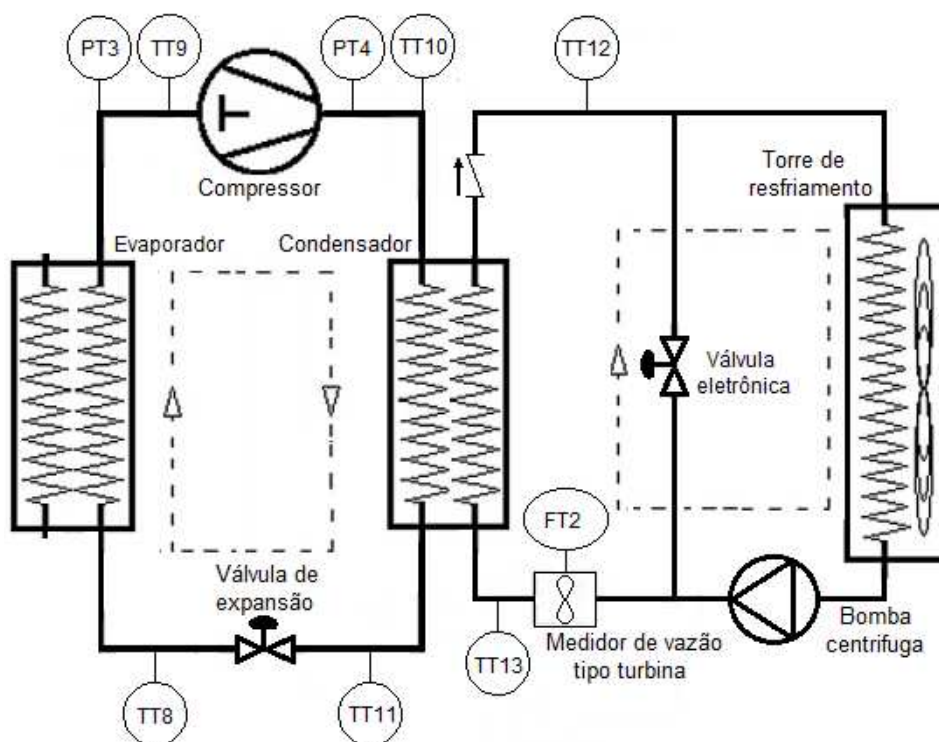 PT3
TT9
PT4
TT10
TT12
Compressor
Torre de
resfriamento
Evaporador
Condensador
Válvula
eletrônica
FT2
Válvula de
expansão
Bomba
centrifuga
Medidor de vazão
tipo turbina
TT13
TT8
TT11